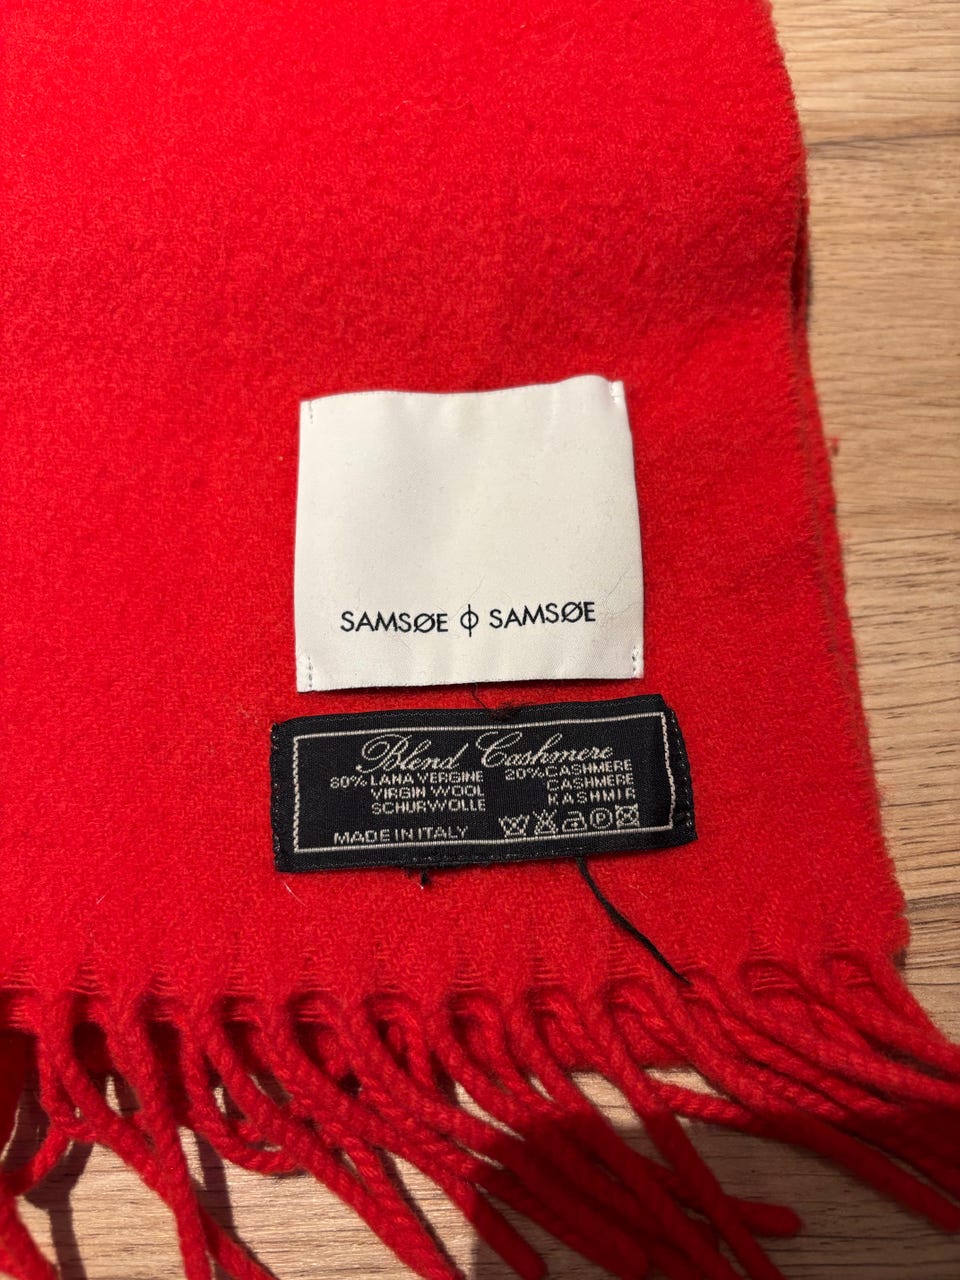 SAMSØE ϕ SAMSØE
Blend Cashmere
80% LANA VERGINE
VIRGIN WOOL
SCHURWOLLE
20% CASHMERE
CASHMERE
KASHMIR
MADE IN ITALY